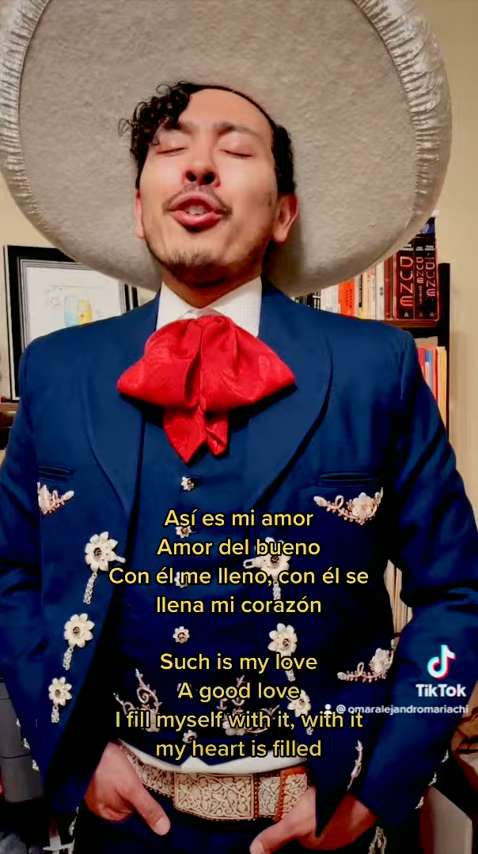 DUNE
DUNE
DUNE
Así es mi amor
Amor del bueno
Con él me lleno, con él se
llena mi corazón
Such is my love
A good love
I fill myself with it, with it
my heart is filled
TikTok
@omaralejandromariachi